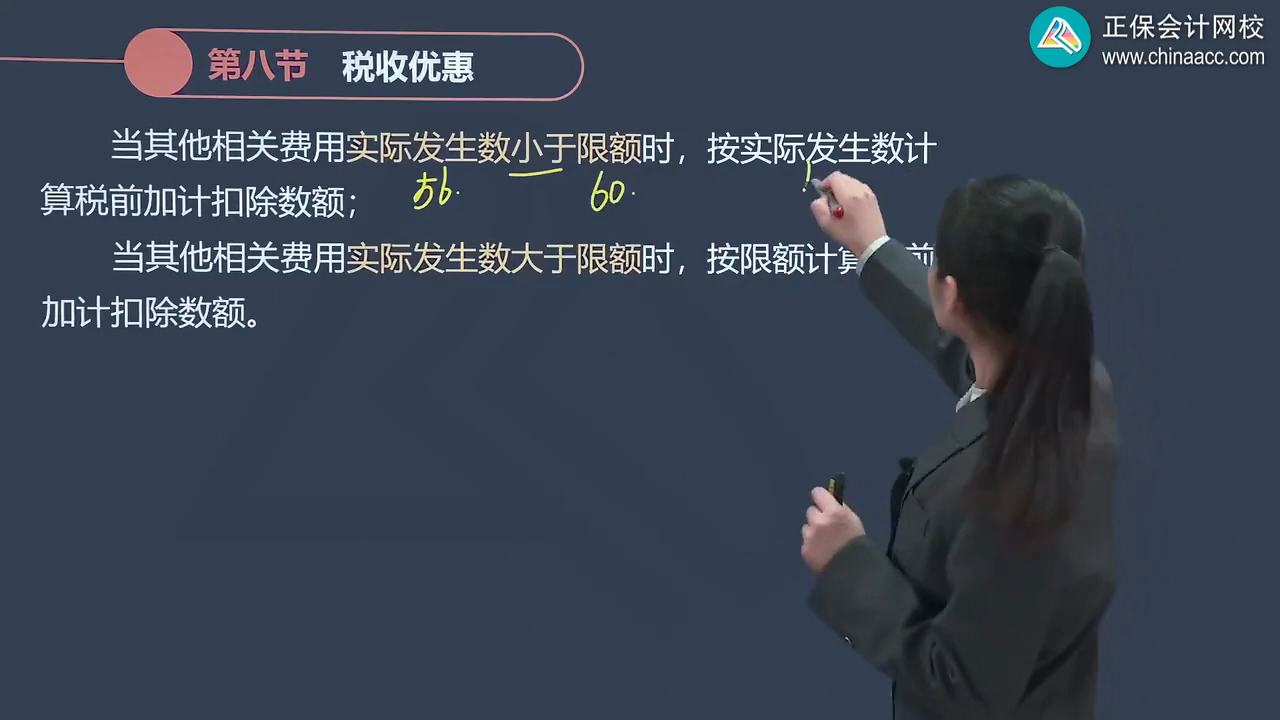 正保会计网校
www.chinaacc.com
第八节 税收优惠
当其他相关费用实际发生数小于限额时，按实际发生数计
56 60
算税前加计扣除数额；
当其他相关费用实际发生数大于限额时，按限额计算 前
加计扣除数额。